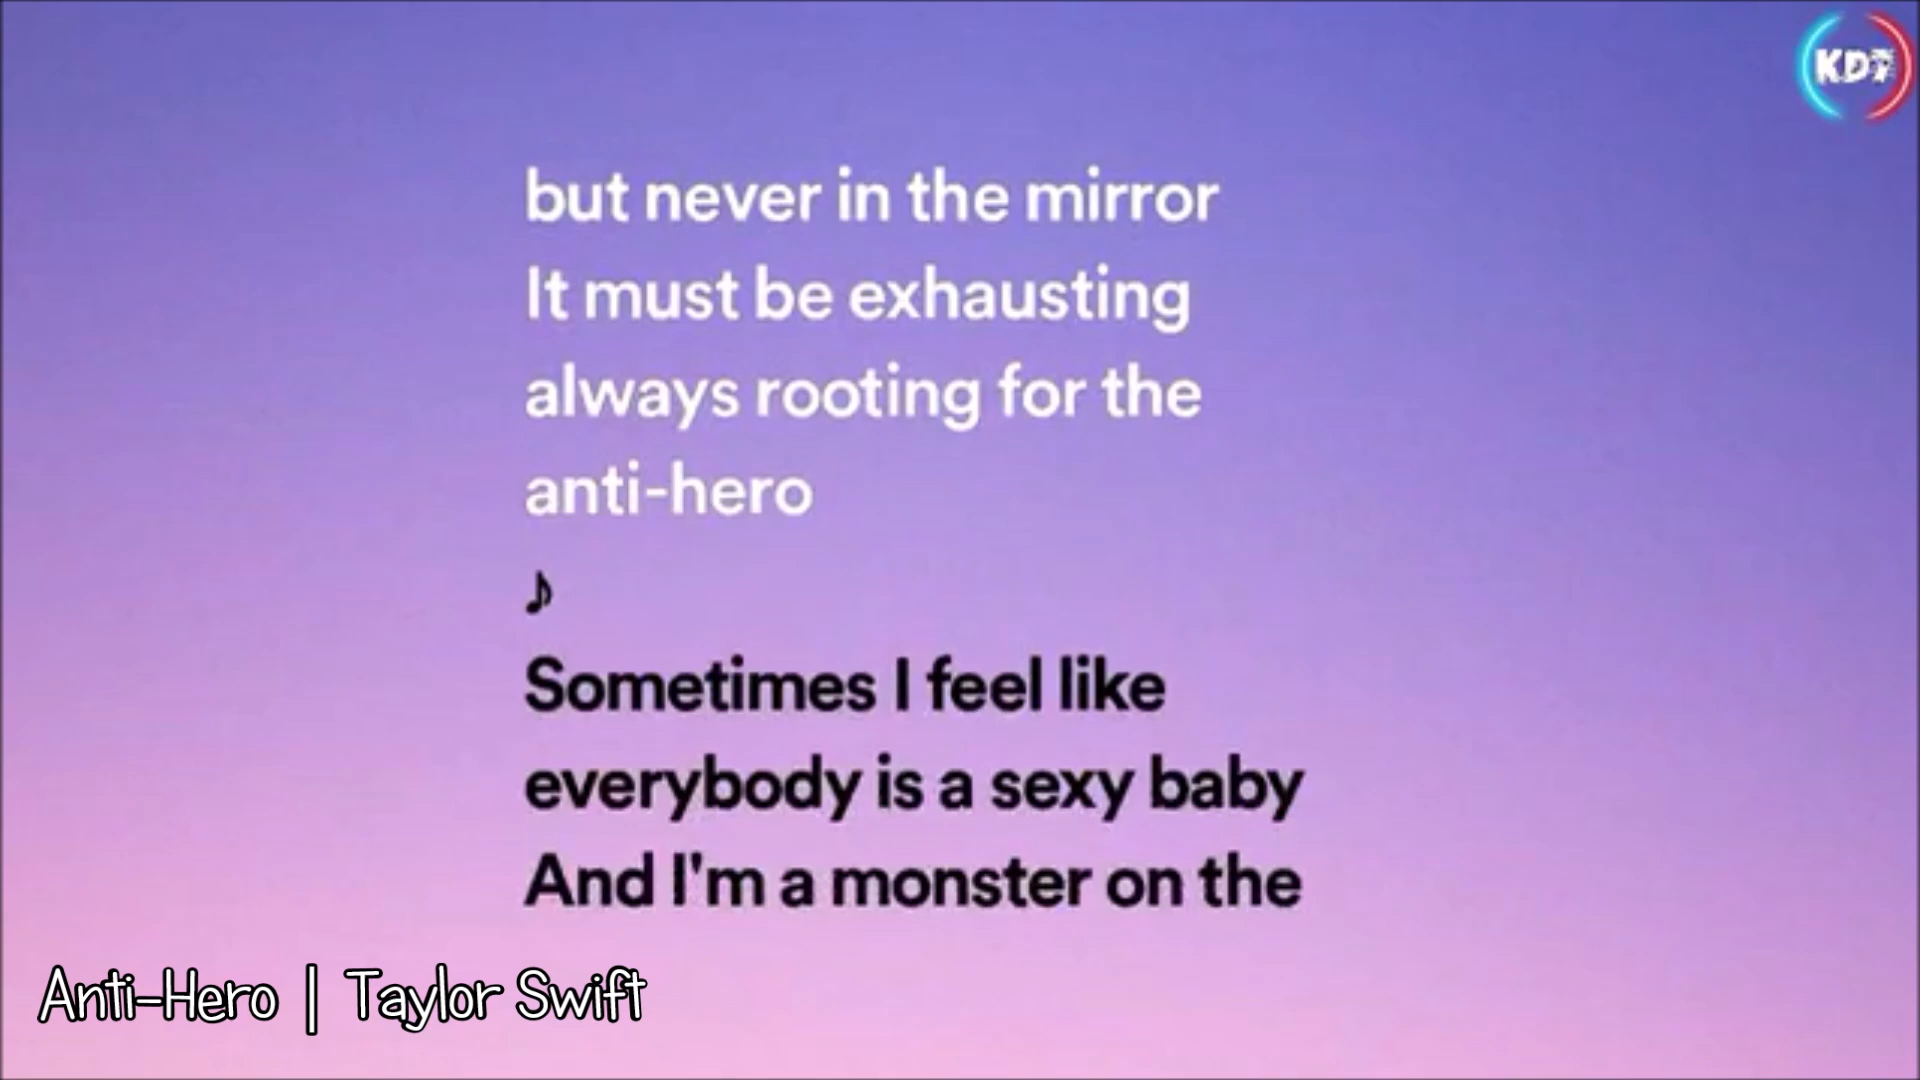 KD7
but never in the mirror
It must be exhausting
always rooting for the
anti-hero
♪
Sometimes I feel like
everybody is a sexy baby
And I'm a monster on the
Anti-Hero | Taylor Swift